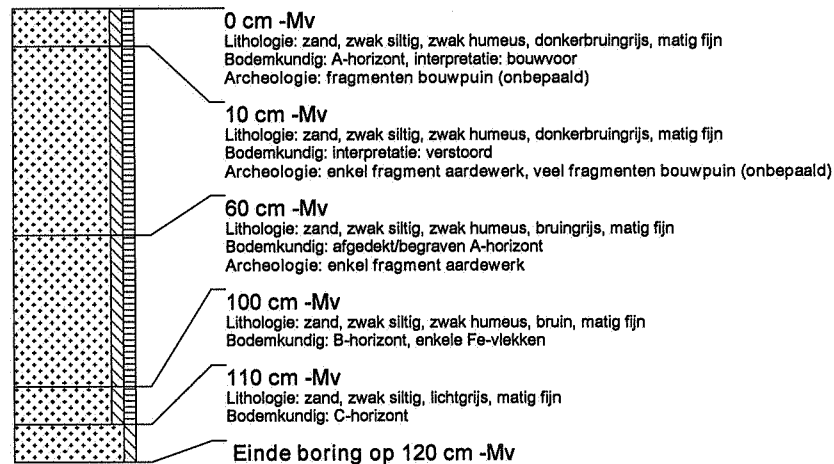 0 cm -Mv
Lithologie: zand, zwak siltig, zwak humeus, donkerbruingrijs, matig fijn
Bodemkundig: A-horizont, interpretatie: bouwvoor
Archeologie: fragmenten bouwpuin (onbepaald)
10 cm -Mv
Lithologie: zand, zwak siltig, zwak humeus, donkerbruingrijs, matig fijn
Bodemkundig: interpretatie: verstoord
Archeologie: enkel fragment aardewerk, veel fragmenten bouwpuin (onbepaald)
60 cm -Mv
Lithologie: zand, zwak siltig, zwak humeus, bruingrijs, matig fijn
Bodemkundig: afgedekt/begraven A-horizont
Archeologie: enkel fragment aardewerk
100 cm -Mv
Lithologie: zand, zwak siltig, zwak humeus, bruin, matig fijn
Bodemkundig: B-horizont, enkele Fe-vlekken
110 cm -Mv
Lithologie: zand, zwak siltig, lichtgrijs, matig fijn
Bodemkundig: C-horizont
Einde boring op 120 cm -Mv